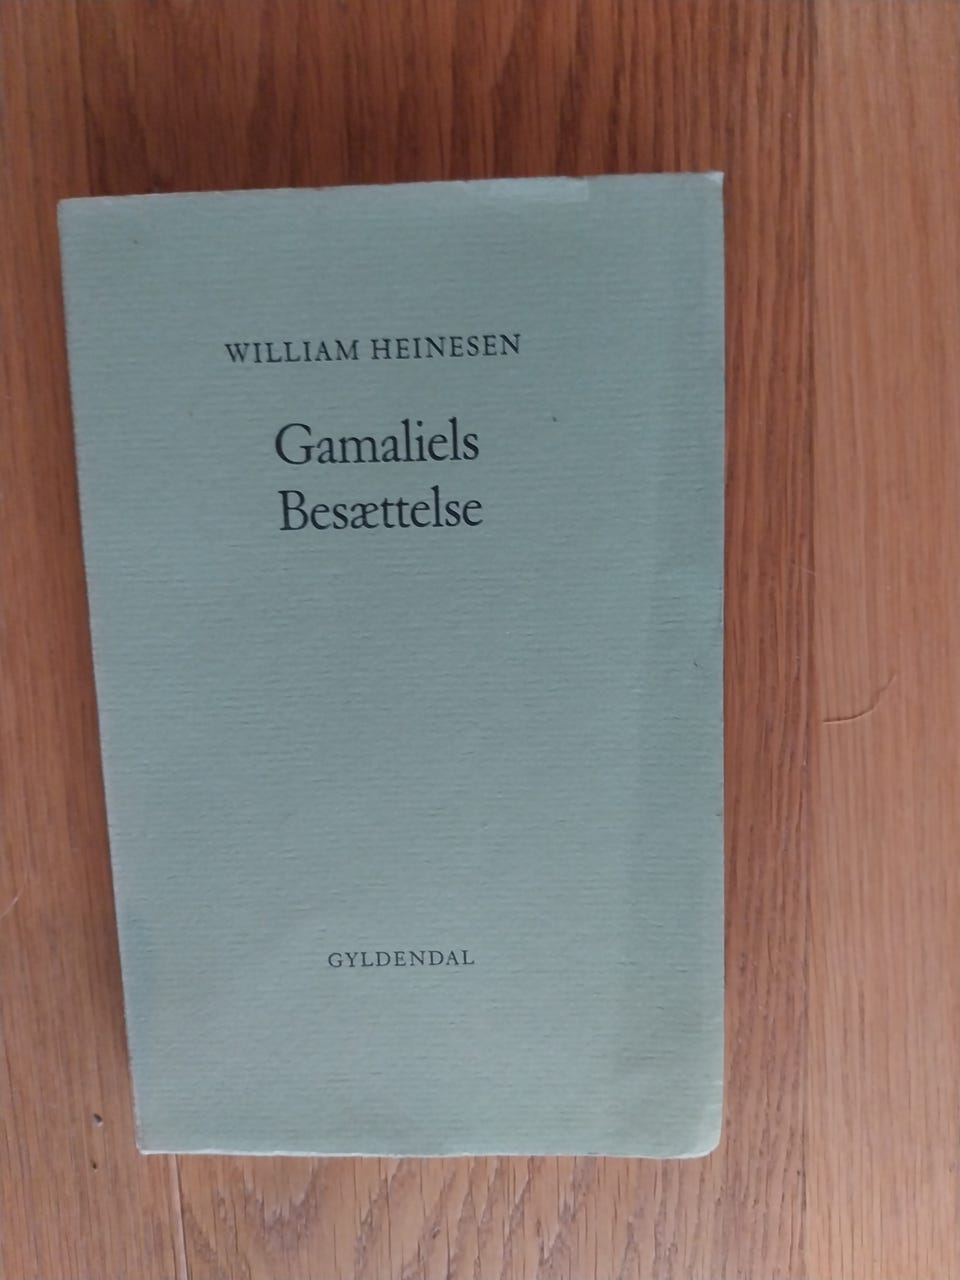 WILLIAM HEINESEN
Gamaliels
Besættelse
GYLDENDAL